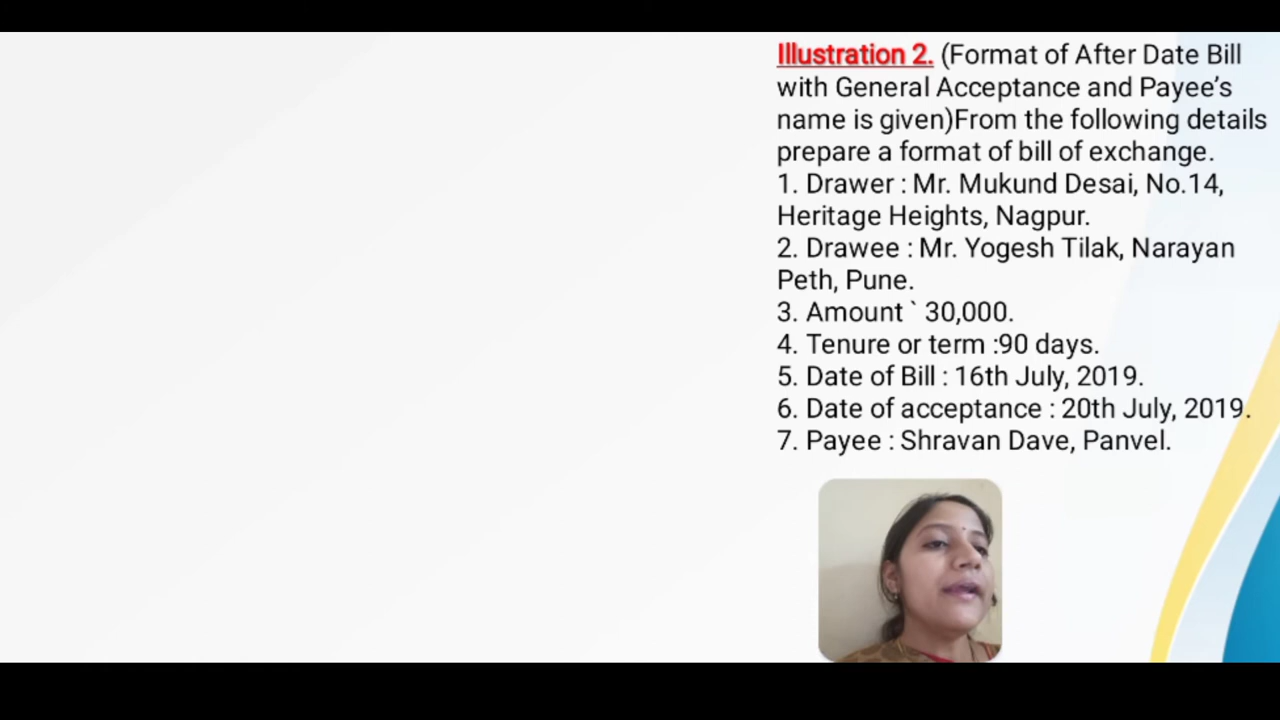 Illustration 2. (Format of After Date Bill
with General Acceptance and Payee’s
name is given)From the following details
prepare a format of bill of exchange.
1. Drawer : Mr. Mukund Desai, No.14,
Heritage Heights, Nagpur.
2. Drawee : Mr. Yogesh Tilak, Narayan
Peth, Pune.
3. Amount ` 30,000.
4. Tenure or term :90 days.
5. Date of Bill : 16th July, 2019.
6. Date of acceptance : 20th July, 2019.
7. Payee : Shravan Dave, Panvel.